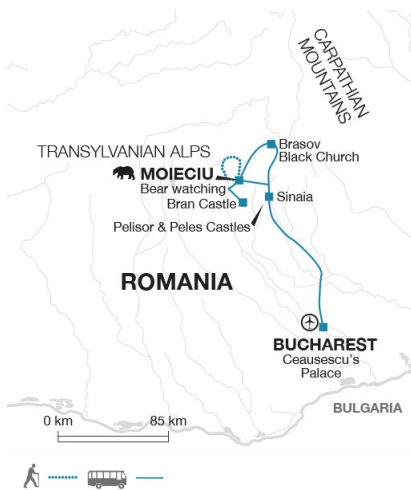 CARPATHIAN
MOUNTAINS
TRANSYLVANIAN ALPS
Brasov
Black Church
MOIECIU
Bear watching
Bran Castle
Sinaia
Pelisor & Peles Castles
ROMANIA
BUCHAREST
Ceausescu's
Palace
BULGARIA
0 km
85 km